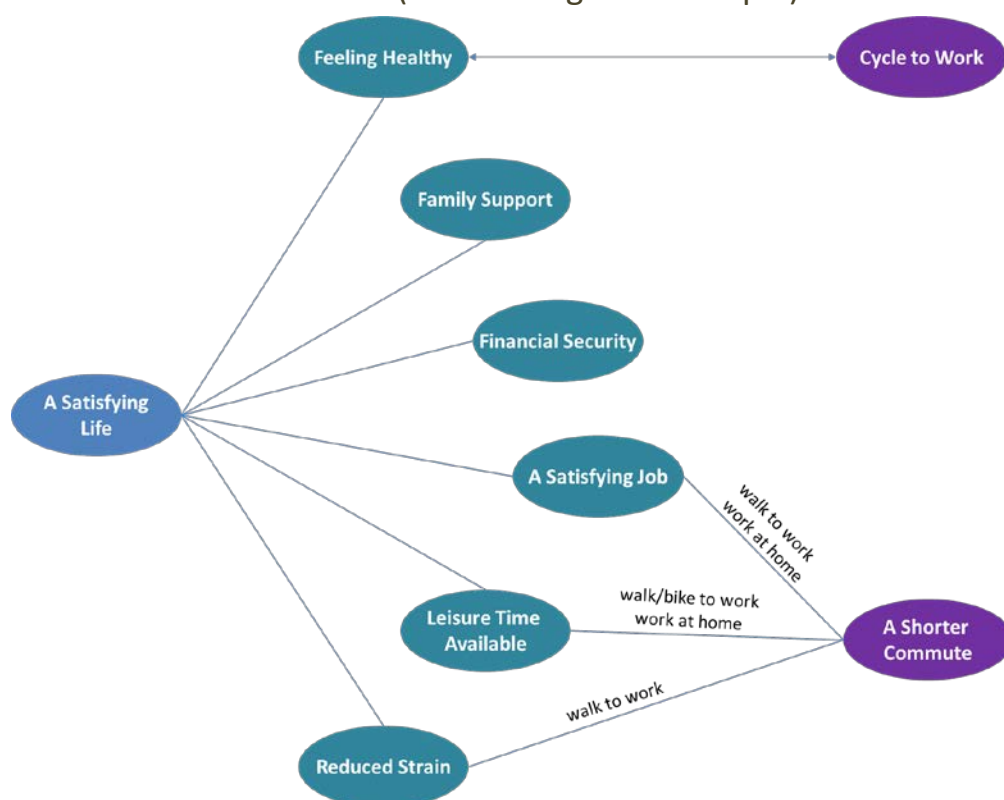 Feeling Healthy
Cycle to Work
Family Support
Financial Security
A Satisfying
Life
A Satisfying Job
walk to work
work at home
walk/bike to work
work at home
Leisure Time
Available
A Shorter
Commute
walk to work
Reduced Strain